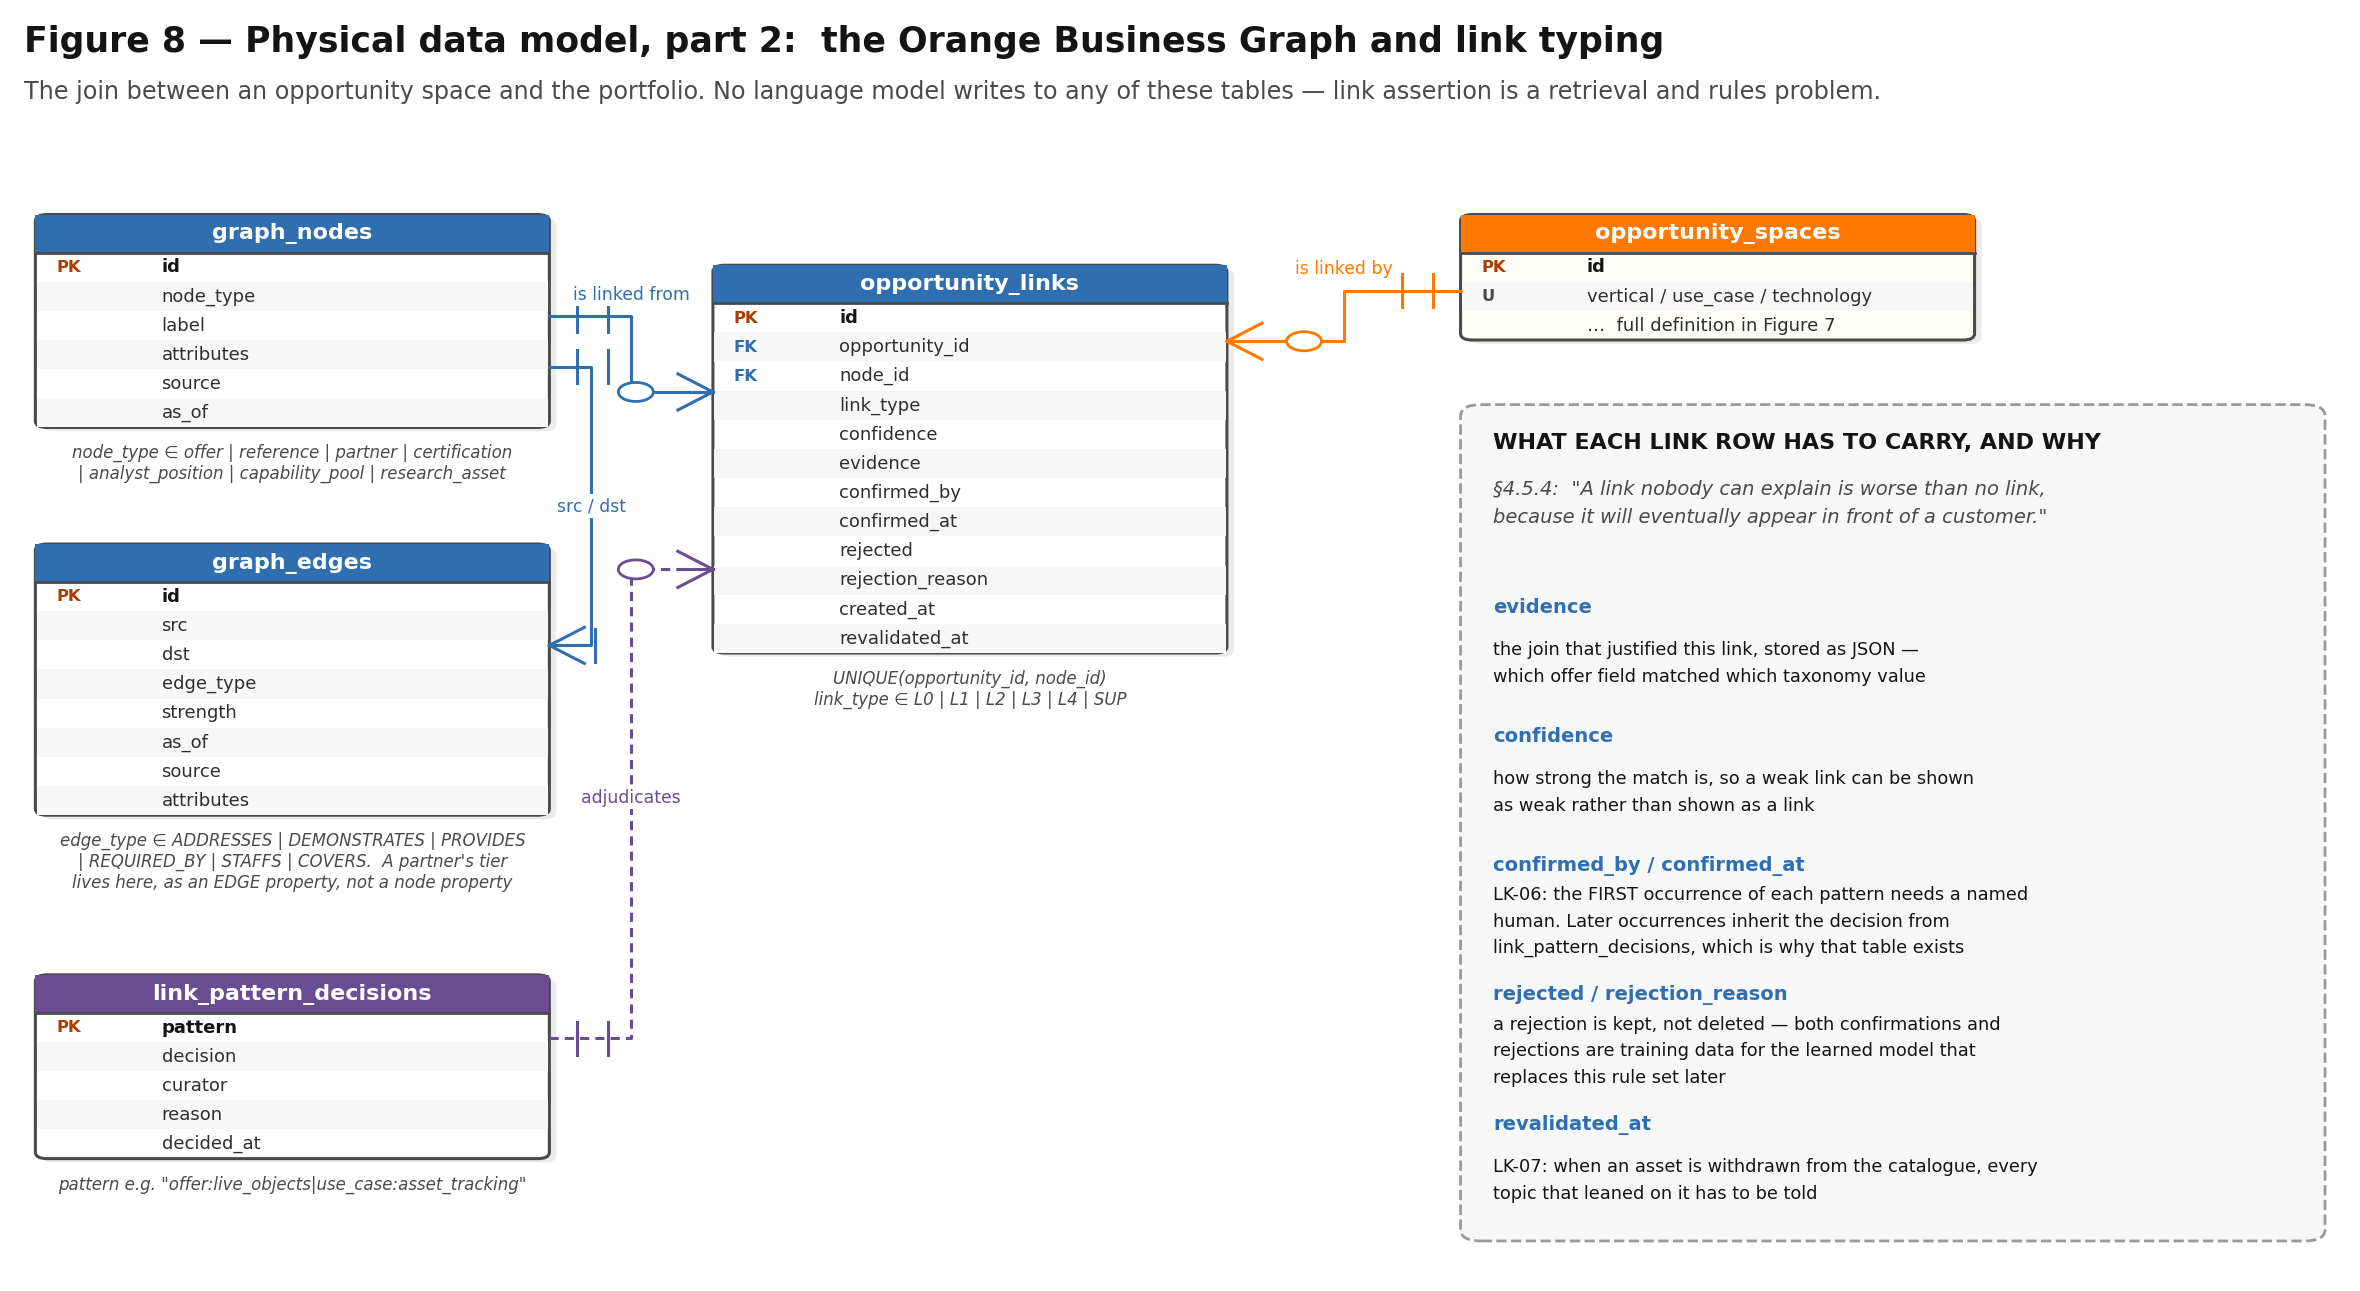 Figure 8 — Physical data model, part 2:  the Orange Business Graph and link typing
The join between an opportunity space and the portfolio. No language model writes to any of these tables — link assertion is a retrieval and rules problem.
graph_nodes
PK id
node_type
label
attributes
source
as_of
node_type ∈ offer | reference | partner | certification
| analyst_position | capability_pool | research_asset
is linked from
src / dst
graph_edges
PK id
src
dst
edge_type
strength
as_of
source
attributes
edge_type ∈ ADDRESSES | DEMONSTRATES | PROVIDES
| REQUIRED_BY | STAFFS | COVERS.  A partner's tier
lives here, as an EDGE property, not a node property
adjudicates
link_pattern_decisions
PK pattern
decision
curator
reason
decided_at
pattern e.g. "offer:live_objects|use_case:asset_tracking"
opportunity_links
PK id
FK opportunity_id
FK node_id
link_type
confidence
evidence
confirmed_by
confirmed_at
rejected
rejection_reason
created_at
revalidated_at
UNIQUE(opportunity_id, node_id)
link_type ∈ L0 | L1 | L2 | L3 | L4 | SUP
is linked by
opportunity_spaces
PK id
U vertical / use_case / technology
…  full definition in Figure 7
WHAT EACH LINK ROW HAS TO CARRY, AND WHY
§4.5.4:  "A link nobody can explain is worse than no link,
because it will eventually appear in front of a customer."
evidence
the join that justified this link, stored as JSON —
which offer field matched which taxonomy value
confidence
how strong the match is, so a weak link can be shown
as weak rather than shown as a link
confirmed_by / confirmed_at
LK-06: the FIRST occurrence of each pattern needs a named
human. Later occurrences inherit the decision from
link_pattern_decisions, which is why that table exists
rejected / rejection_reason
a rejection is kept, not deleted — both confirmations and
rejections are training data for the learned model that
replaces this rule set later
revalidated_at
LK-07: when an asset is withdrawn from the catalogue, every
topic that leaned on it has to be told